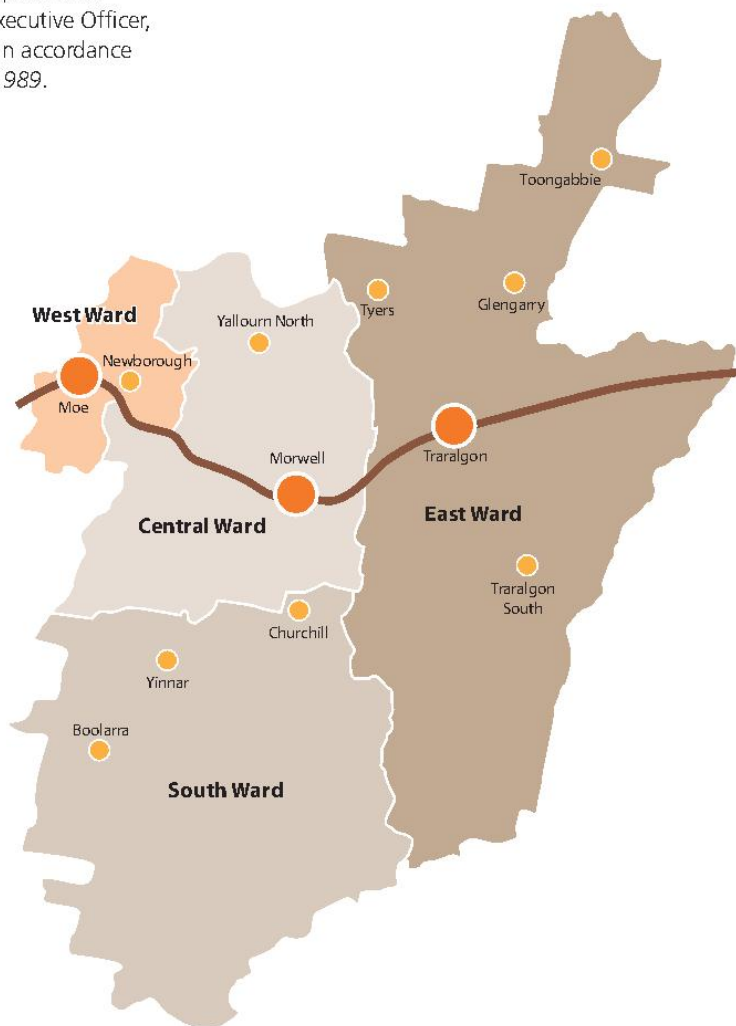 xecutive Officer,
n accordance
989.
Toongabbie
West Ward
Tyers
Glengarry
Yallourn North
Newborough
Moe
Morwell
Traralgon
Central Ward
East Ward
Traralgon
South
Churchill
Yinnar
Boolarra
South Ward